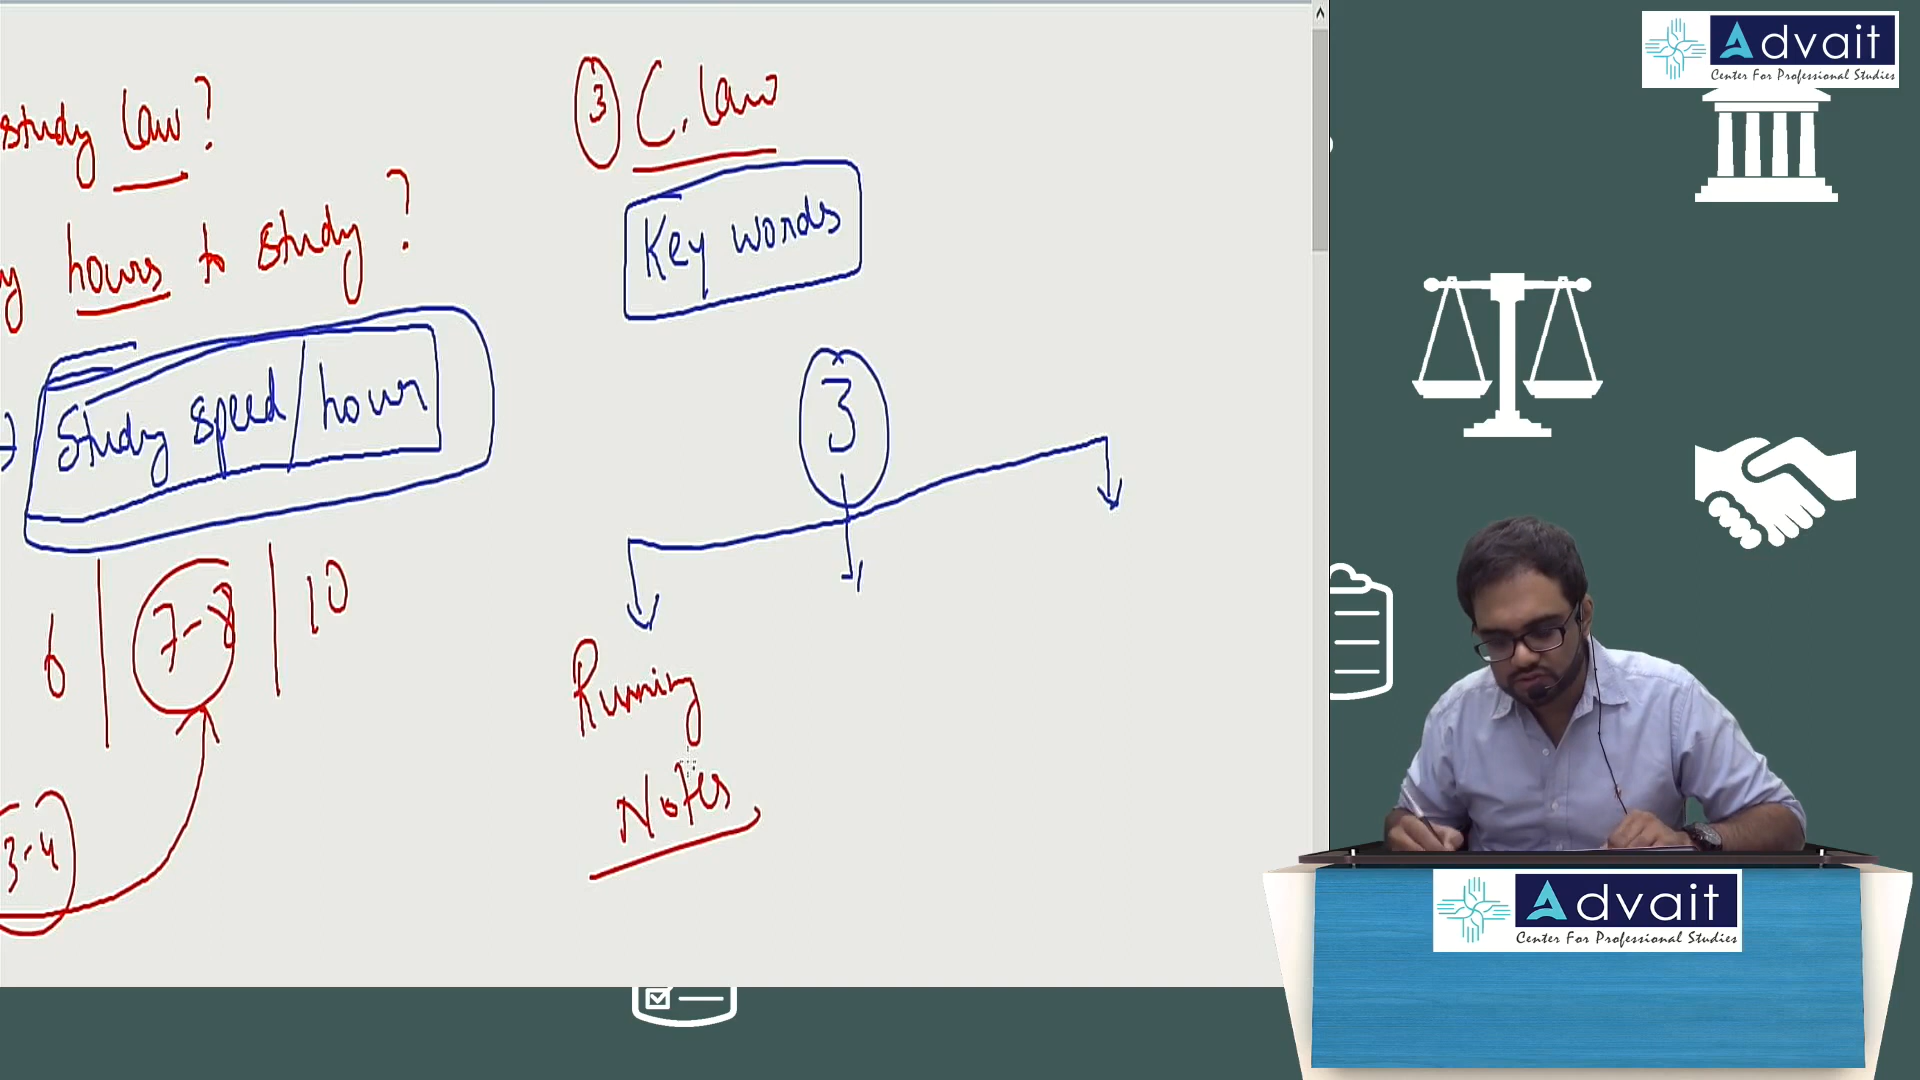 study law?
hours to study?
Study speed/hour
6 | 7-8 | 10
3-4
③ C. law
Key words
3
Running
Notes
Advait
Center For Professional Studies
Advait
Center For Professional Studies